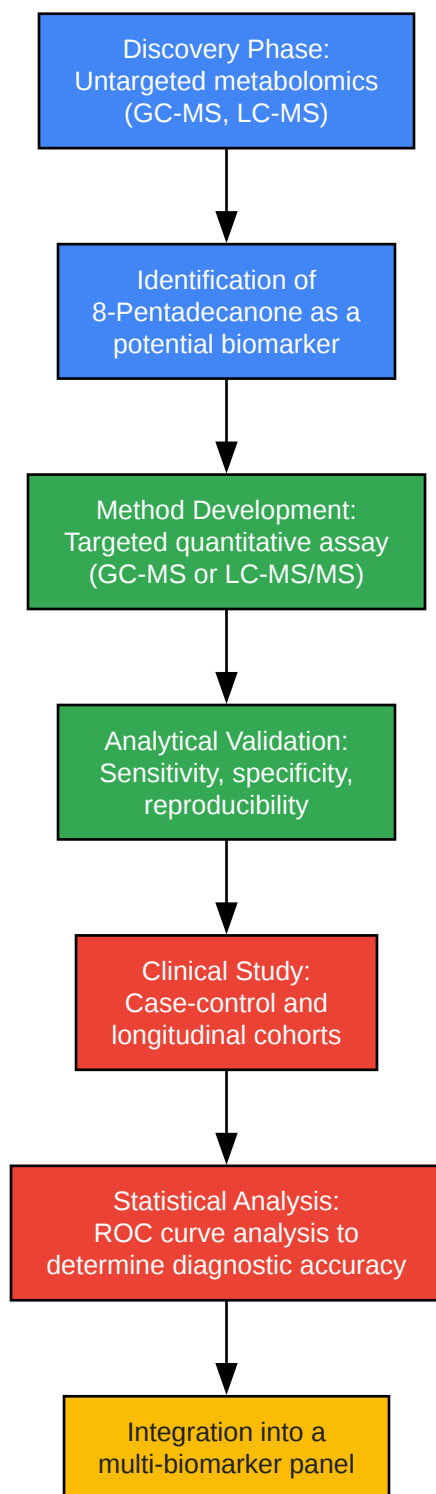 Discovery Phase:
Untargeted metabolomics
(GC-MS, LC-MS)
Identification of
8-Pentadecanone as a
potential biomarker
Method Development:
Targeted quantitative assay
(GC-MS or LC-MS/MS)
Analytical Validation:
Sensitivity, specificity,
reproducibility
Clinical Study:
Case-control and
longitudinal cohorts
Statistical Analysis:
ROC curve analysis to
determine diagnostic accuracy
Integration into a
multi-biomarker panel